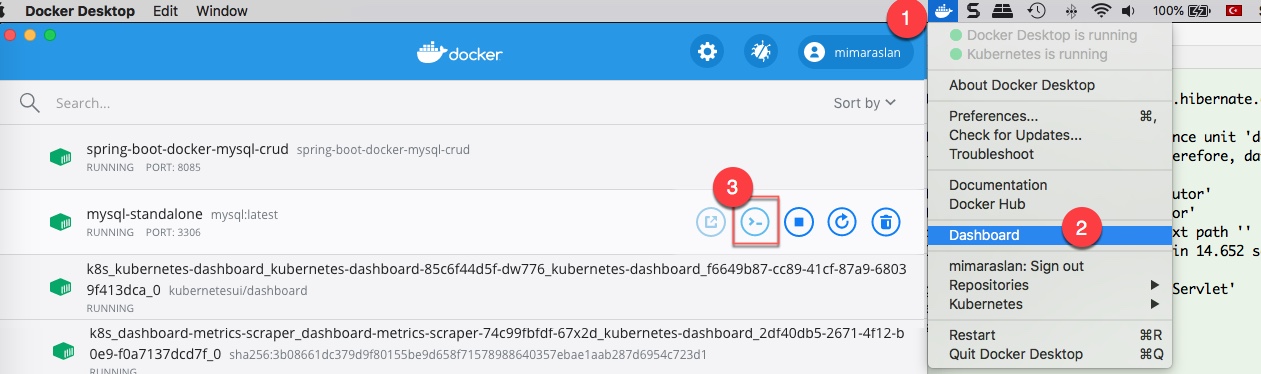 Docker Desktop Edit Window
1
100%
docker
mimaraslan
Search...
Sort by
spring-boot-docker-mysql-crud spring-boot-docker-mysql-crud
RUNNING PORT: 8085
3
mysql-standalone mysql:latest
RUNNING PORT: 3306
k8s_kubernetes-dashboard_kubernetes-dashboard-85c6f44d5f-dw776_kubernetes-dashboard_f6649b87-cc89-41cf-87a9-6803
9f413dca_0 kubernetesui/dashboard
RUNNING
k8s_dashboard-metrics-scraper_dashboard-metrics-scraper-74c99fbfdf-67x2d_kubernetes-dashboard_2df40db5-2671-4f12-b
0e9-f0a7137dcd7f_0 sha256:3b08661dc379d9f80155be9d658f71578988640357ebae1aab287d6954c723d1
RUNNING
Docker Desktop is running
Kubernetes is running
About Docker Desktop
Preferences... ⌘,
Check for Updates...
Troubleshoot
Documentation
Docker Hub
Dashboard
2
mimaraslan: Sign out
Repositories
Kubernetes
Restart ⌘R
Quit Docker Desktop ⌘Q
.hibernate.
nce unit 'd
erefore, da
utor'
or'
xt path ''
in 14.652 s
Servlet'